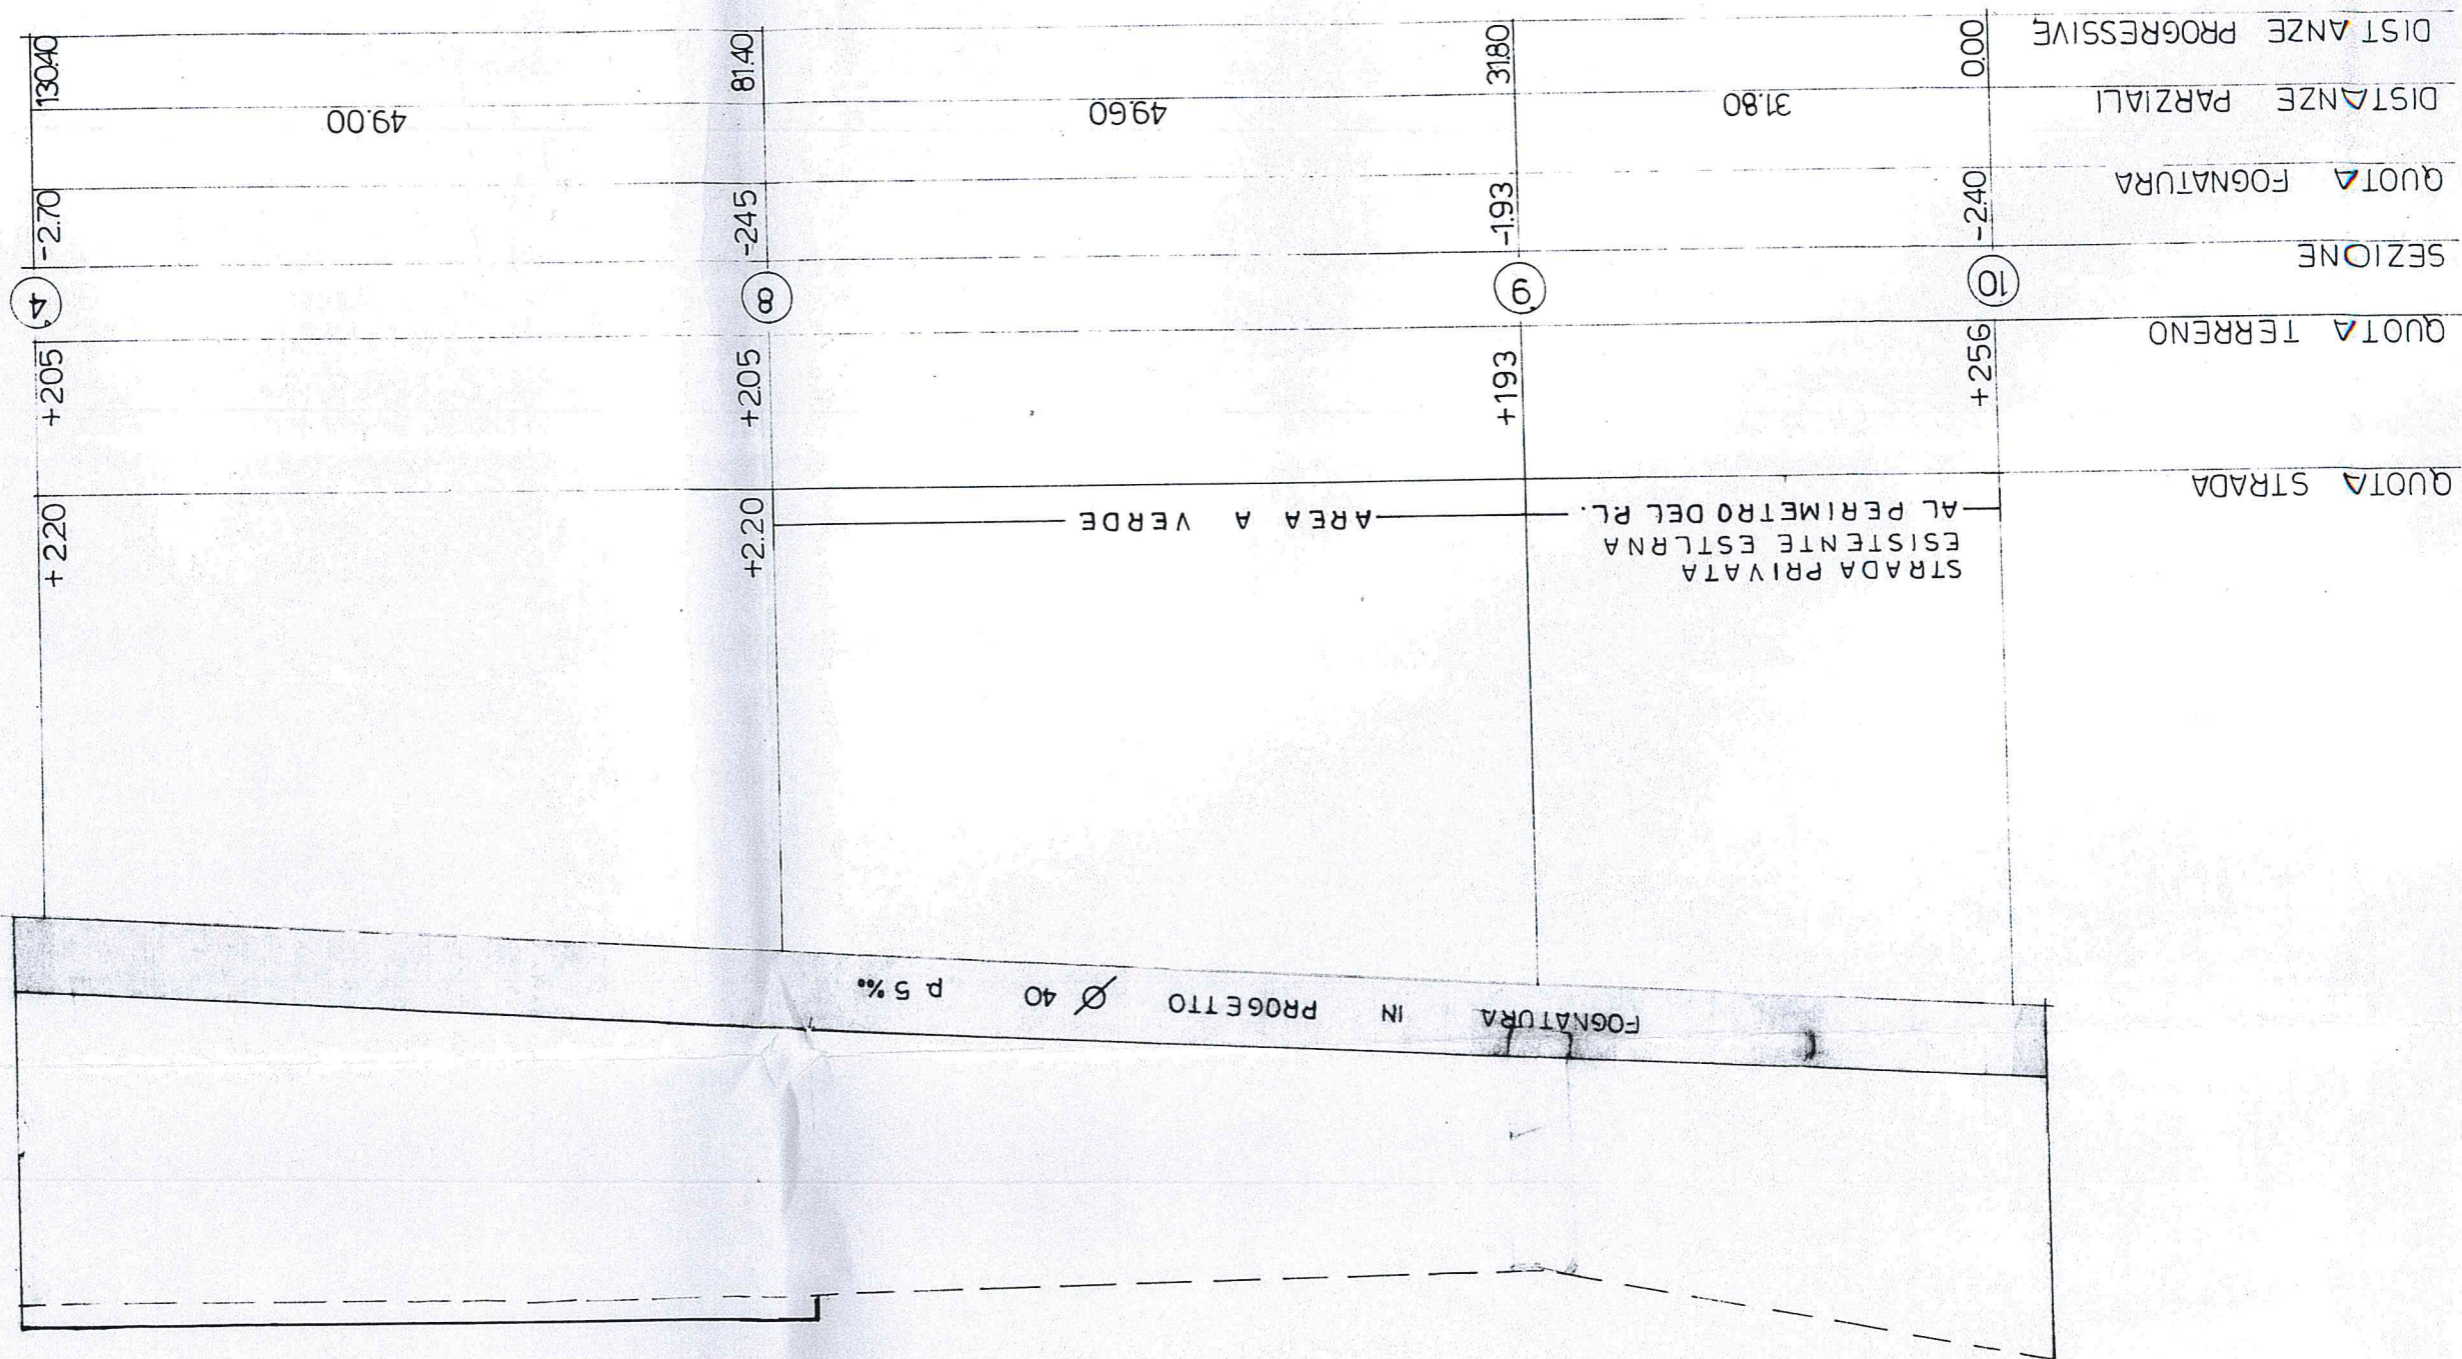 FOGNATURA IN PROGETTO Ø 40 p 5‰
STRADA PRIVATA
ESISTENTE ESTERNA
AL PERIMETRO DEL P.L.
AREA A VERDE
QUOTA STRADA +2.20 +2.20
QUOTA TERRENO +2.56 +1.93 +2.05 +2.05
SEZIONE 10 9 8 4
QUOTA FOGNATURA -2.40 -1.93 -2.45 -2.70
DISTANZE PARZIALI 31.80 49.60 49.00
DISTANZE PROGRESSIVE 0.00 31.80 81.40 130.40